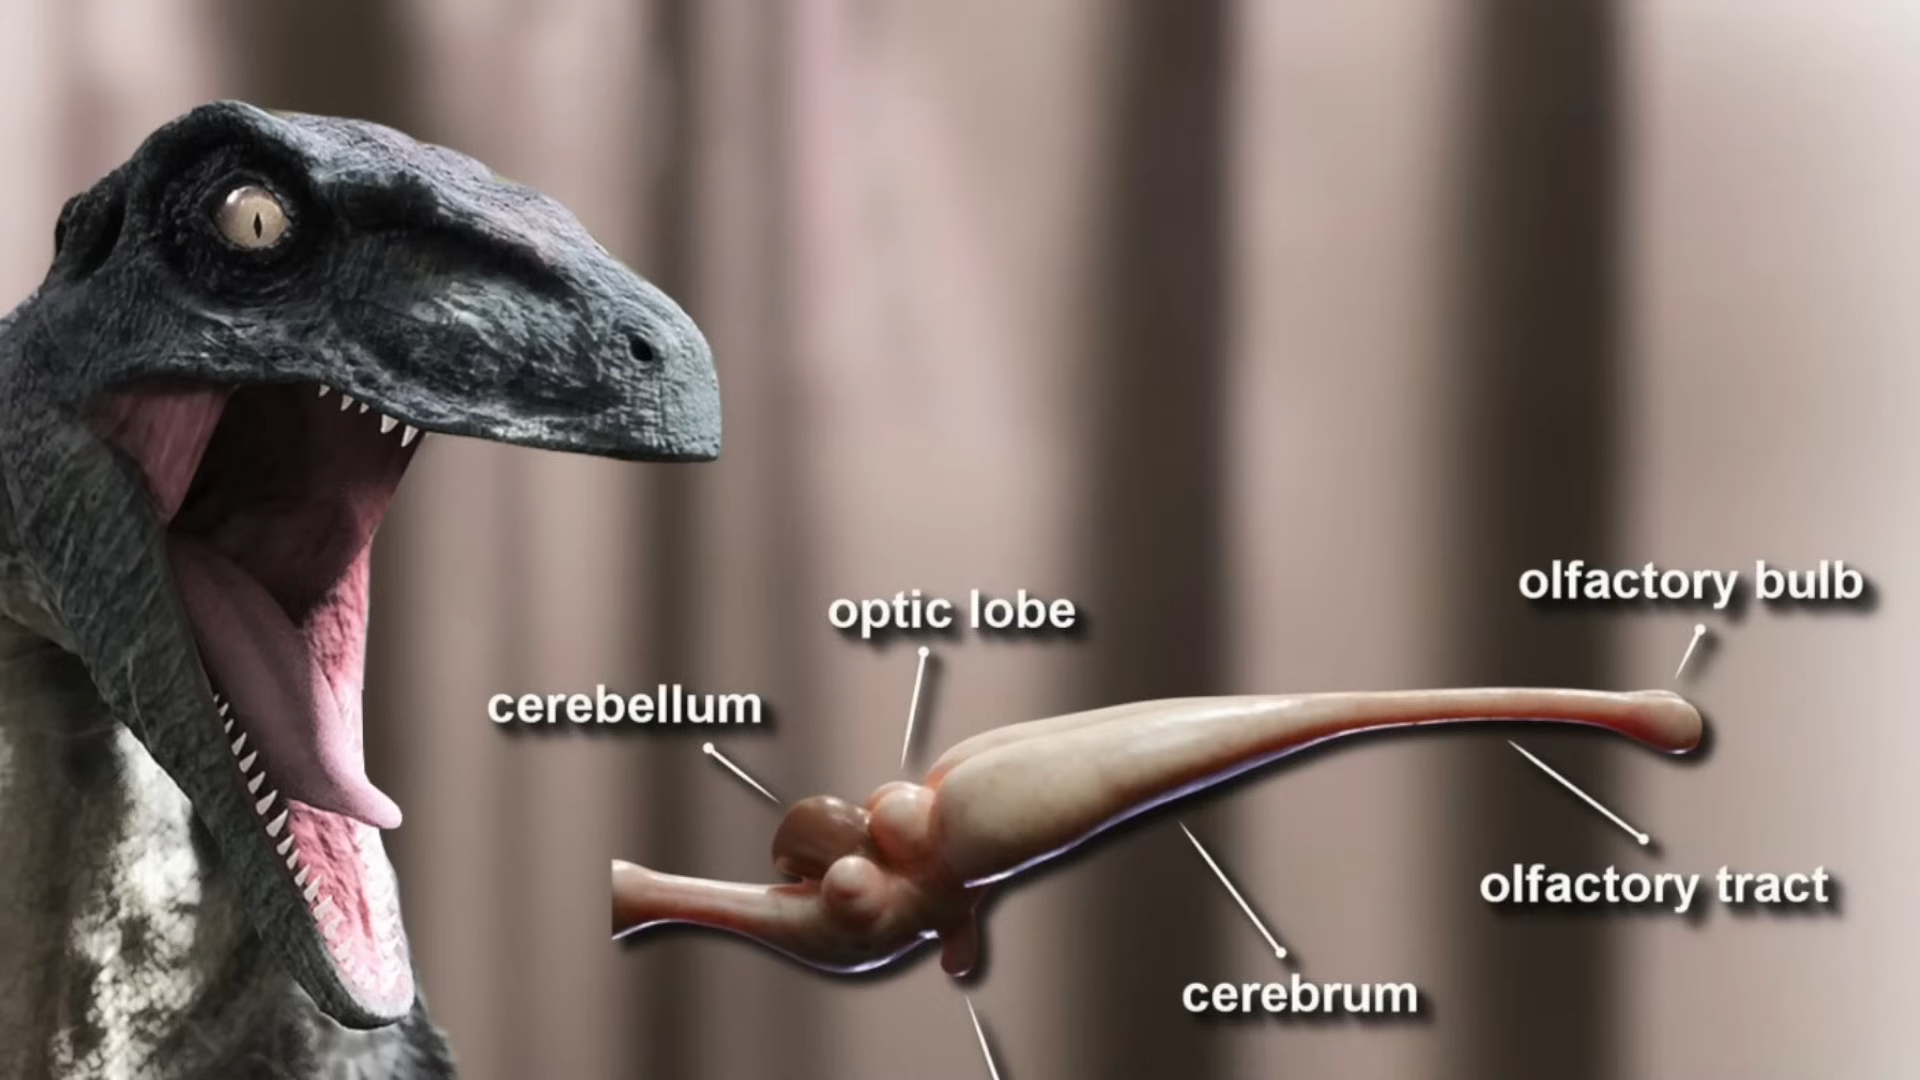 olfactory bulb
optic lobe
cerebellum
olfactory tract
cerebrum